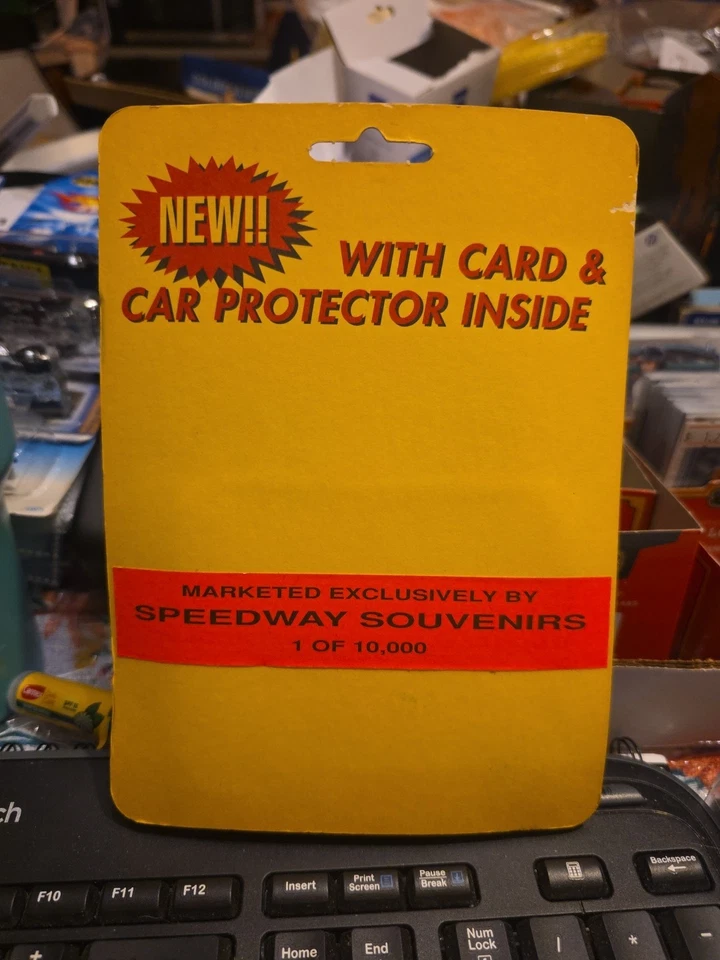 NEW!!
WITH CARD &
CAR PROTECTOR INSIDE
MARKETED EXCLUSIVELY BY
SPEEDWAY SOUVENIRS
1 OF 10,000
ch
F10
F11
F12
Insert
Print
Screen
Pause
Break
Backspace
Home
End
Num
Lock
/
*
-
+